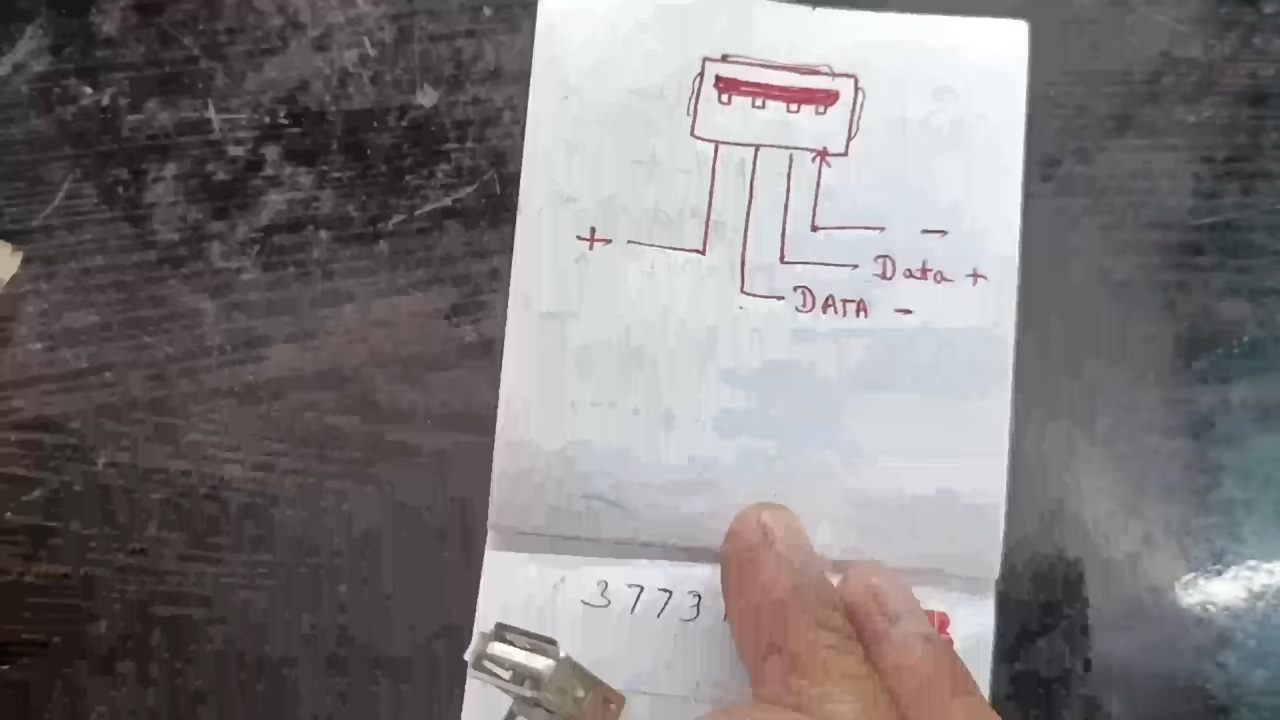 +
-
Data +
DATA -
3773